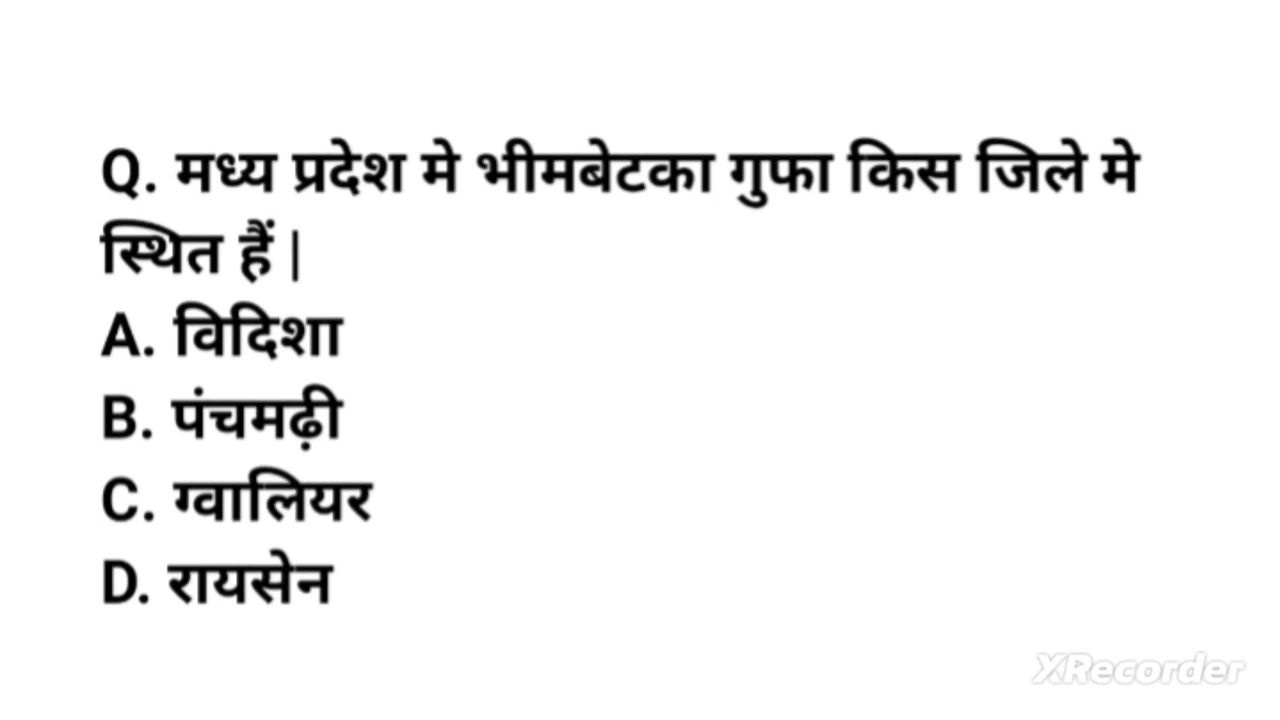 Q. मध्य प्रदेश मे भीमबेटका गुफा किस जिले मे
स्थित हैं |
A. विदिशा
B. पंचमढ़ी
C. ग्वालियर
D. रायसेन
XRecorder